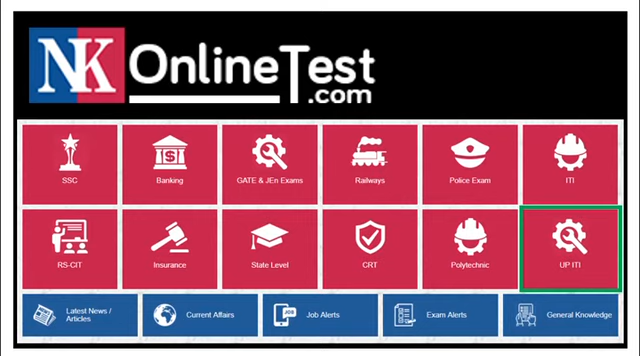 NK OnlineTest
.com
SSC
Banking
GATE & JEn Exams
Railways
Police Exam
ITI
RS-CIT
Insurance
State Level
CRT
Polytechnic
UP ITI
Latest News /
Articles
Current Affairs
JOB
Job Alerts
Exam Alerts
General Knowledge